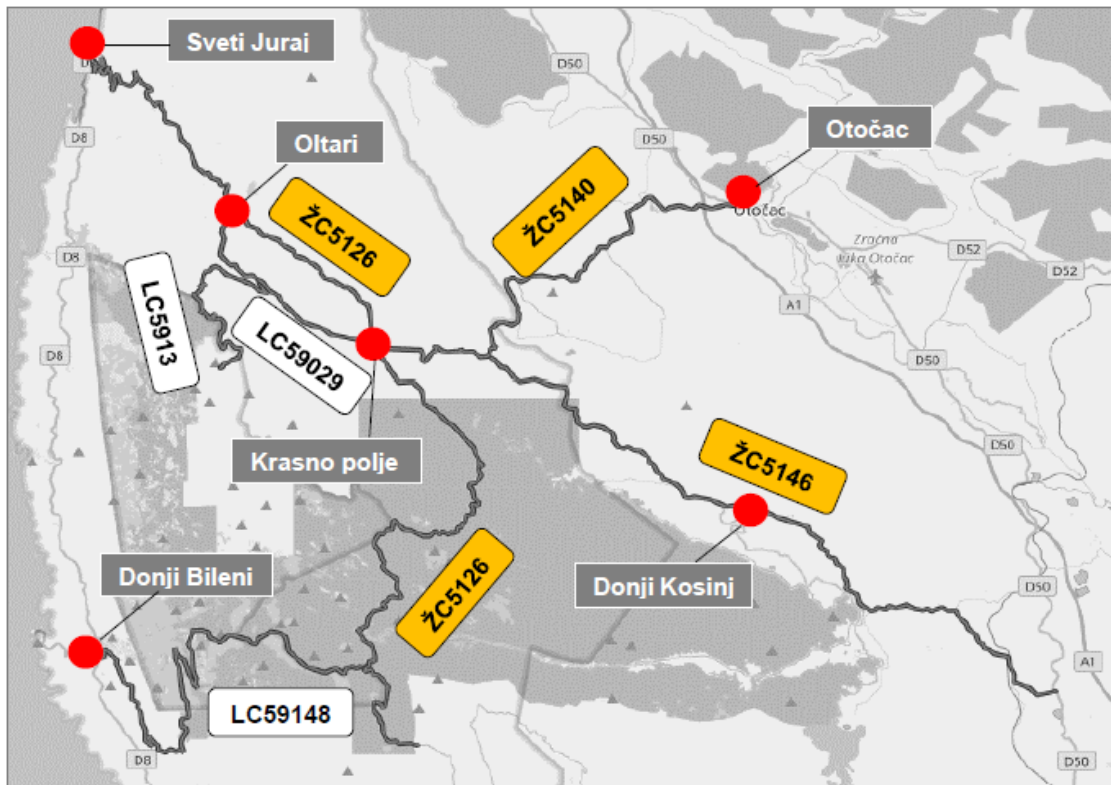 Sveti Juraj
D50
D8
Oltari
D50
Otočac
ŽC5126
ŽC5140
Otočac
Zračna
luka Otočac
D52
D52
D8
A1
LC5913
LC59029
D8
D50
Krasno polje
ŽC5146
D50
Donji Bileni
ŽC5126
Donji Kosinj
D50
A1
LC59148
D8
D50